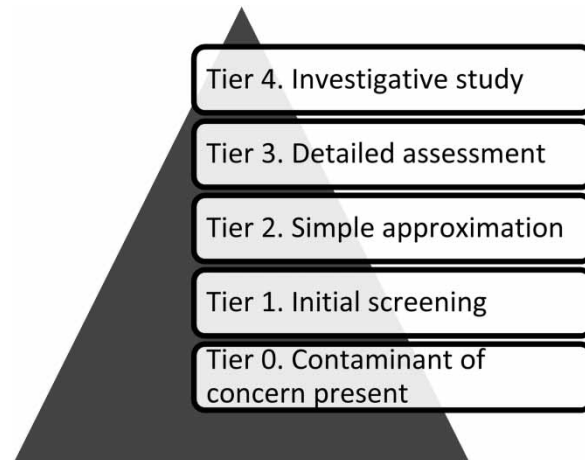 Tier 4. Investigative study
Tier 3. Detailed assessment
Tier 2. Simple approximation
Tier 1. Initial screening
Tier 0. Contaminant of
concern present